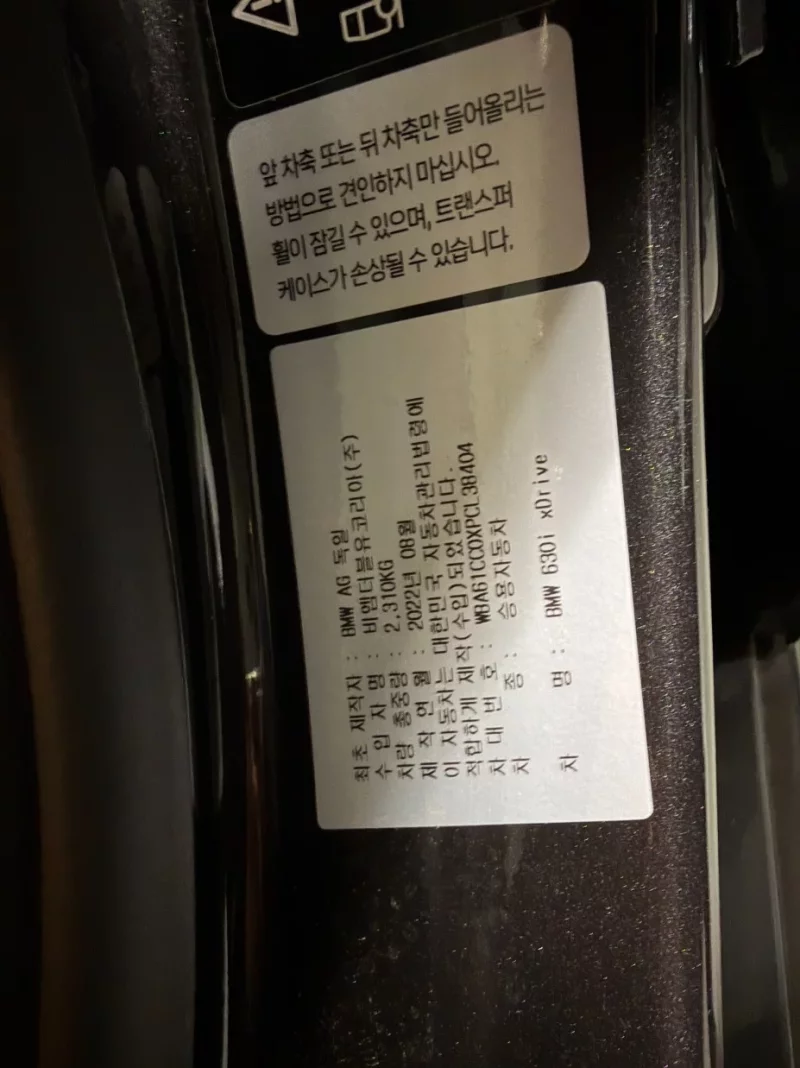 앞 차축 또는 뒤 차축만 들어올리는
방법으로 견인하지 마십시오.
휠이 잠길 수 있으며, 트랜스퍼
케이스가 손상될 수 있습니다.
최초 제작자 : BMW AG 독일
수 입 자 명 : 비엠더블유코리아(주)
차량 총중량 : 2,310KG
제 작 연 월 : 2022년 08월
이 자동차는 대한민국 자동차관리법령에
적합하게 제작(수입)되었습니다.
차 대 번 호 : WBA61CC0XPCL38404
차 종 : 승용자동차
차 명 : BMW 630i xDrive